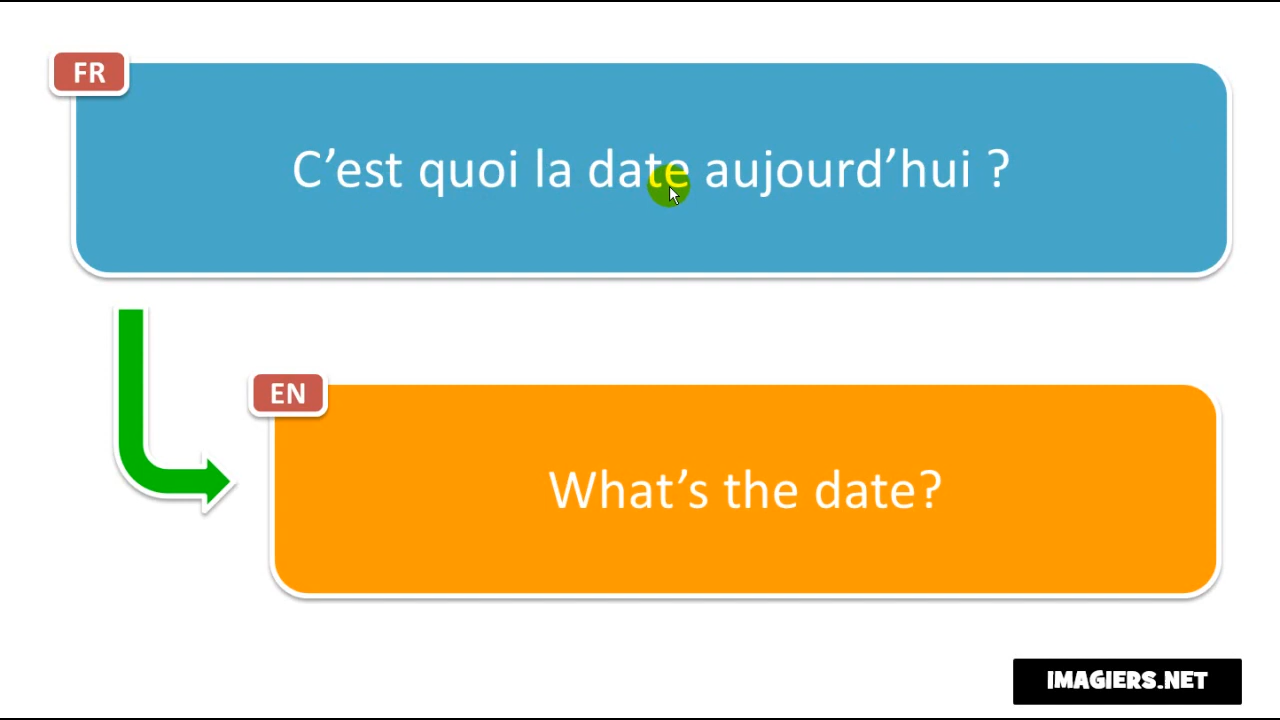 FR
C’est quoi la date aujourd’hui ?
EN
What’s the date?
IMAGIERS.NET